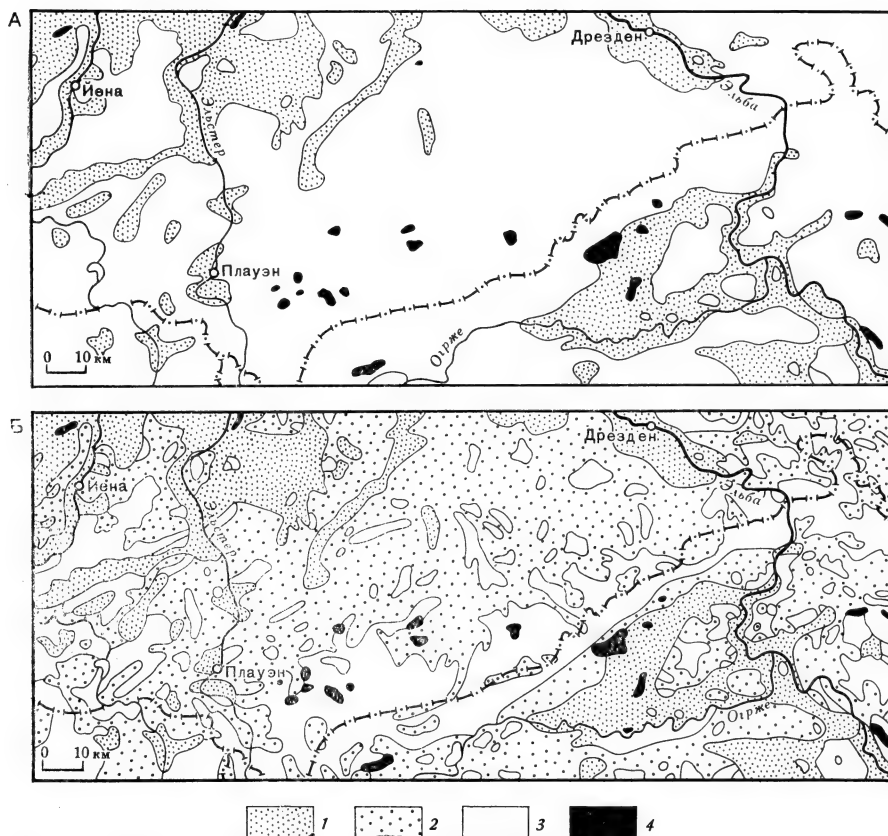 А
Дрезден
Эльба
Йена
Эльстер
Плауэн
Огрже
0 10 км
Б
Дрезден
Эльба
Йена
Эльстер
Плауэн
Огрже
0 10 км
1 2 3 4